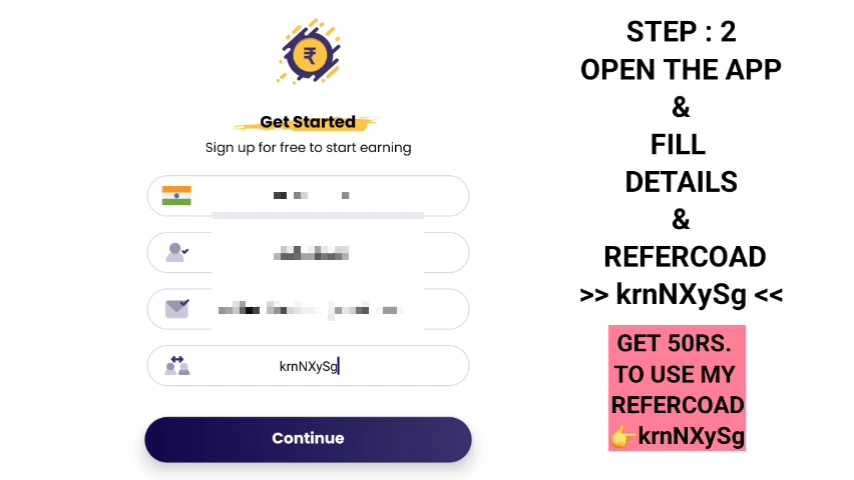 ₹
Get Started
Sign up for free to start earning
krnNXySg
Continue
STEP : 2
OPEN THE APP
&
FILL
DETAILS
&
REFERCOAD
>> krnNXySg <<
GET 50RS.
TO USE MY
REFERCOAD
👉krnNXySg